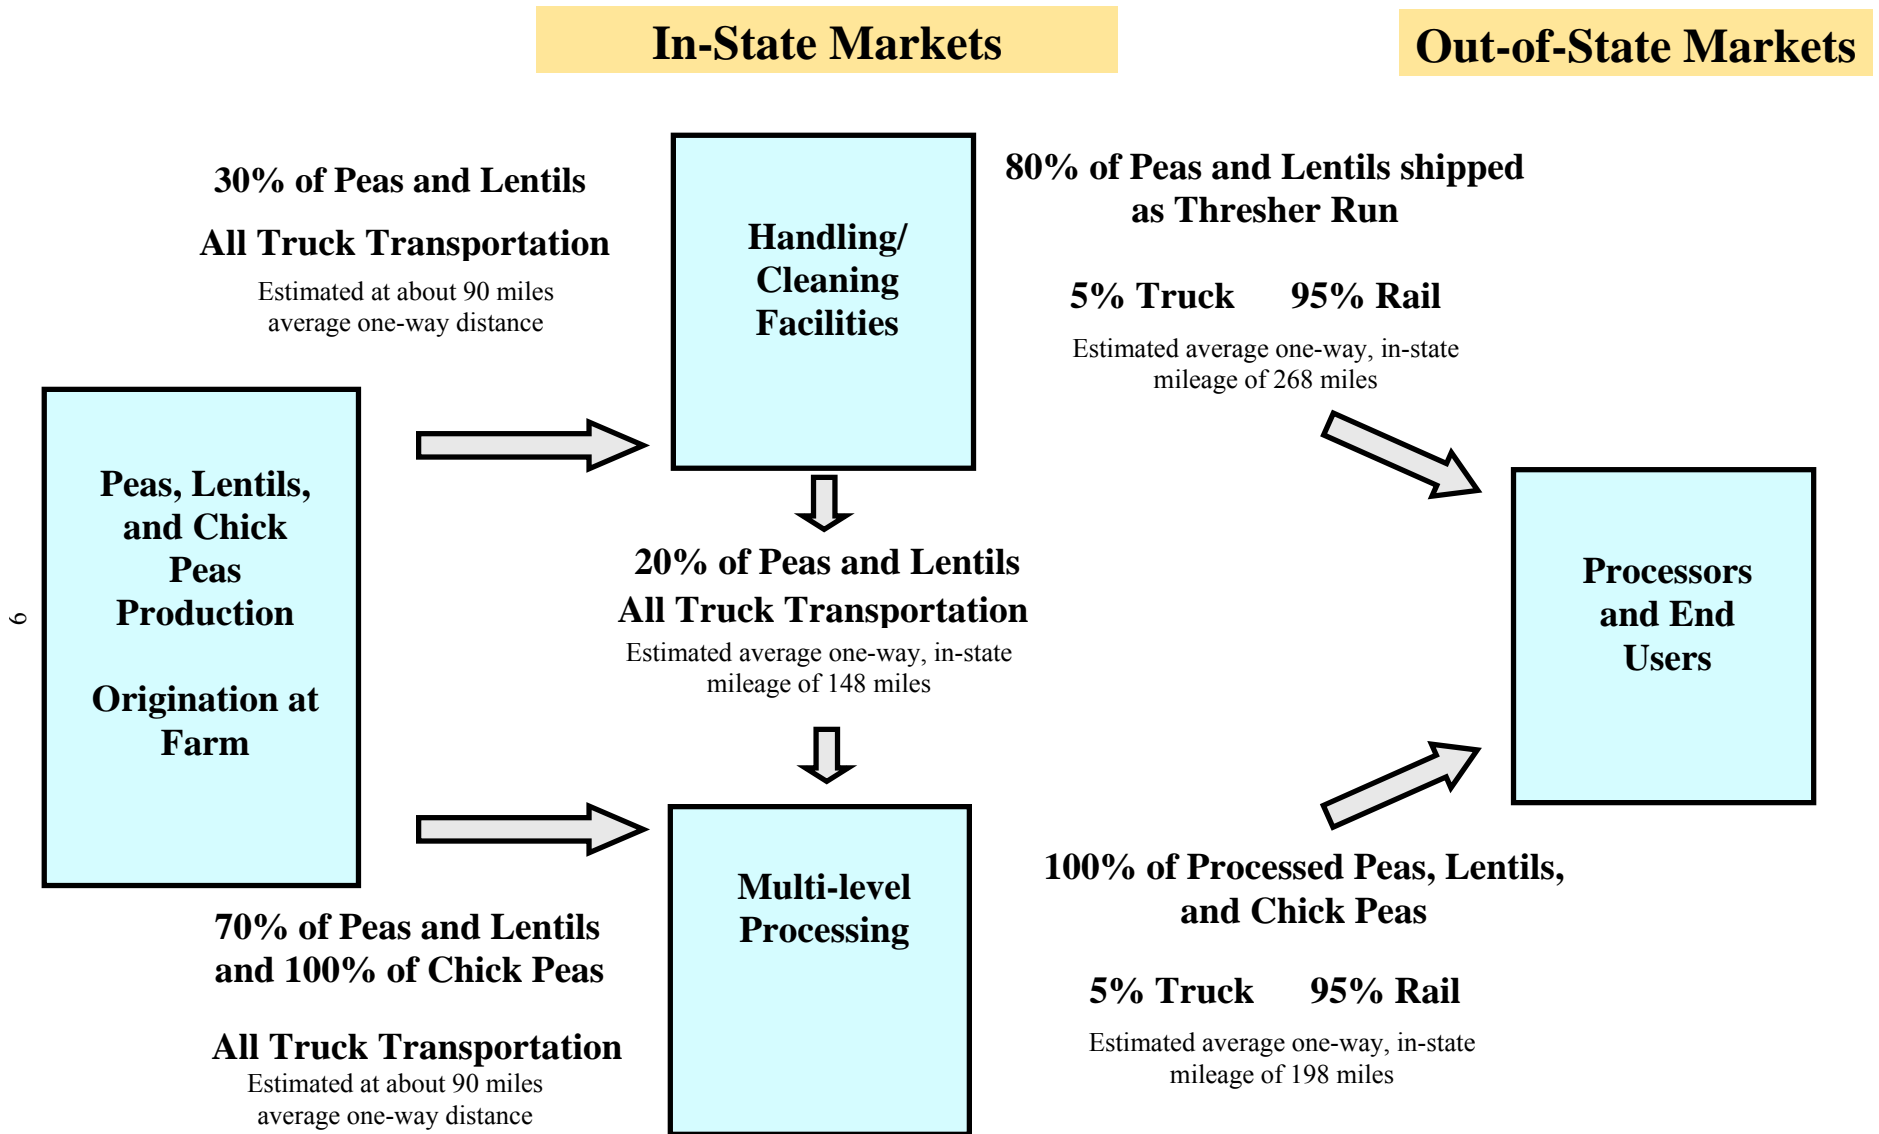 In-State Markets
Out-of-State Markets
30% of Peas and Lentils
All Truck Transportation
Estimated at about 90 miles
average one-way distance
Handling/
Cleaning
Facilities
80% of Peas and Lentils shipped
as Thresher Run
5% Truck 95% Rail
Estimated average one-way, in-state
mileage of 268 miles
Peas, Lentils,
and Chick
Peas
Production
Origination at
Farm
20% of Peas and Lentils
All Truck Transportation
Estimated average one-way, in-state
mileage of 148 miles
Processors
and End
Users
70% of Peas and Lentils
and 100% of Chick Peas
All Truck Transportation
Estimated at about 90 miles
average one-way distance
Multi-level
Processing
100% of Processed Peas, Lentils,
and Chick Peas
5% Truck 95% Rail
Estimated average one-way, in-state
mileage of 198 miles